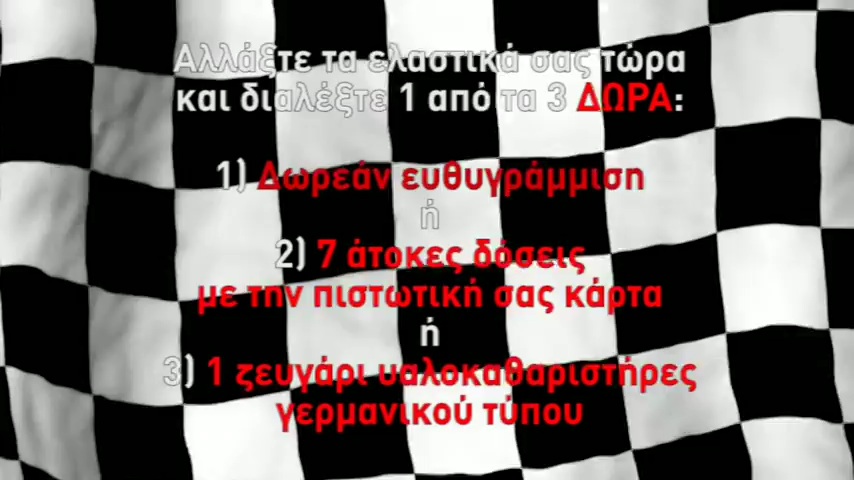 Αλλάξτε τα ελαστικά σας τώρα
και διαλέξτε 1 από τα 3 ΔΩΡΑ:
1) Δωρεάν ευθυγράμμιση
ή
2) 7 άτοκες δόσεις
με την πιστωτική σας κάρτα
ή
3) 1 ζευγάρι υαλοκαθαριστήρες
γερμανικού τύπου